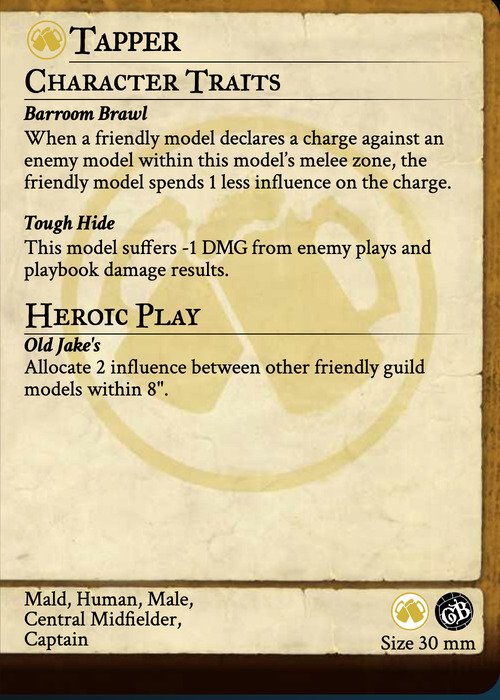 Tapper
Character Traits
Barroom Brawl
When a friendly model declares a charge against an
enemy model within this model's melee zone, the
friendly model spends 1 less influence on the charge.
Tough Hide
This model suffers -1 DMG from enemy plays and
playbook damage results.
Heroic Play
Old Jake's
Allocate 2 influence between other friendly guild
models within 8".
Mald, Human, Male,
Central Midfielder,
Captain
GB
Size 30 mm